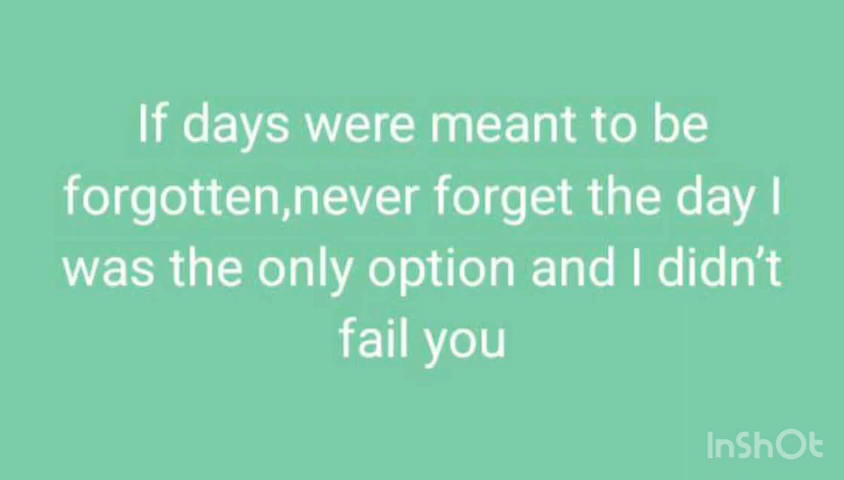 If days were meant to be
forgotten,never forget the day I
was the only option and I didn’t
fail you
InShOt